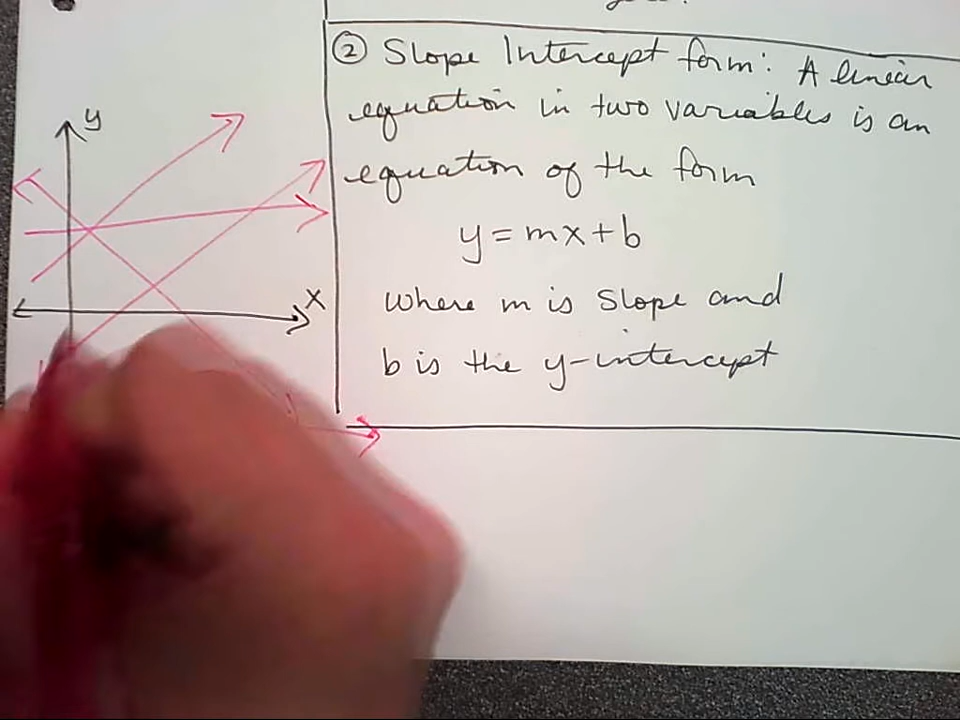 ② Slope Intercept form: A linear
equation in two variables is an
equation of the form
y = mx + b
where m is slope and
b is the y-intercept
y
x